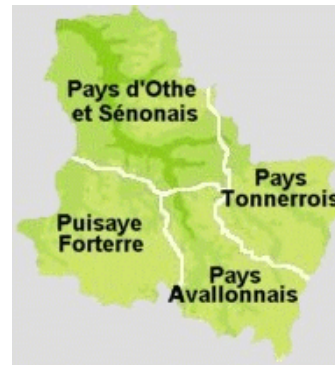 Pays d'Othe
et Sénonais
Pays
Tonnerrois
Puisaye
Forterre
Pays
Avallonnais